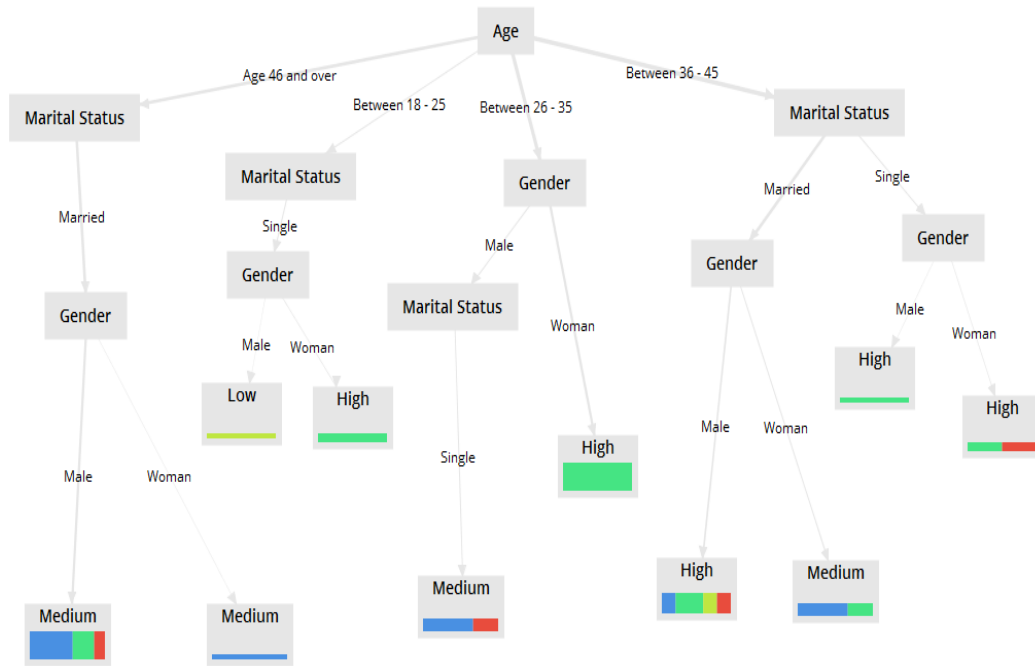 Age
Age 46 and over
Between 18 - 25
Between 26 - 35
Between 36 - 45
Marital Status
Marital Status
Gender
Marital Status
Married
Single
Male
Woman
Married
Single
Gender
Gender
Marital Status
Gender
Gender
Male
Woman
Male
Woman
Single
Male
Woman
Male
Woman
Low
High
High
High
High
Medium
Medium
Medium
High
Medium